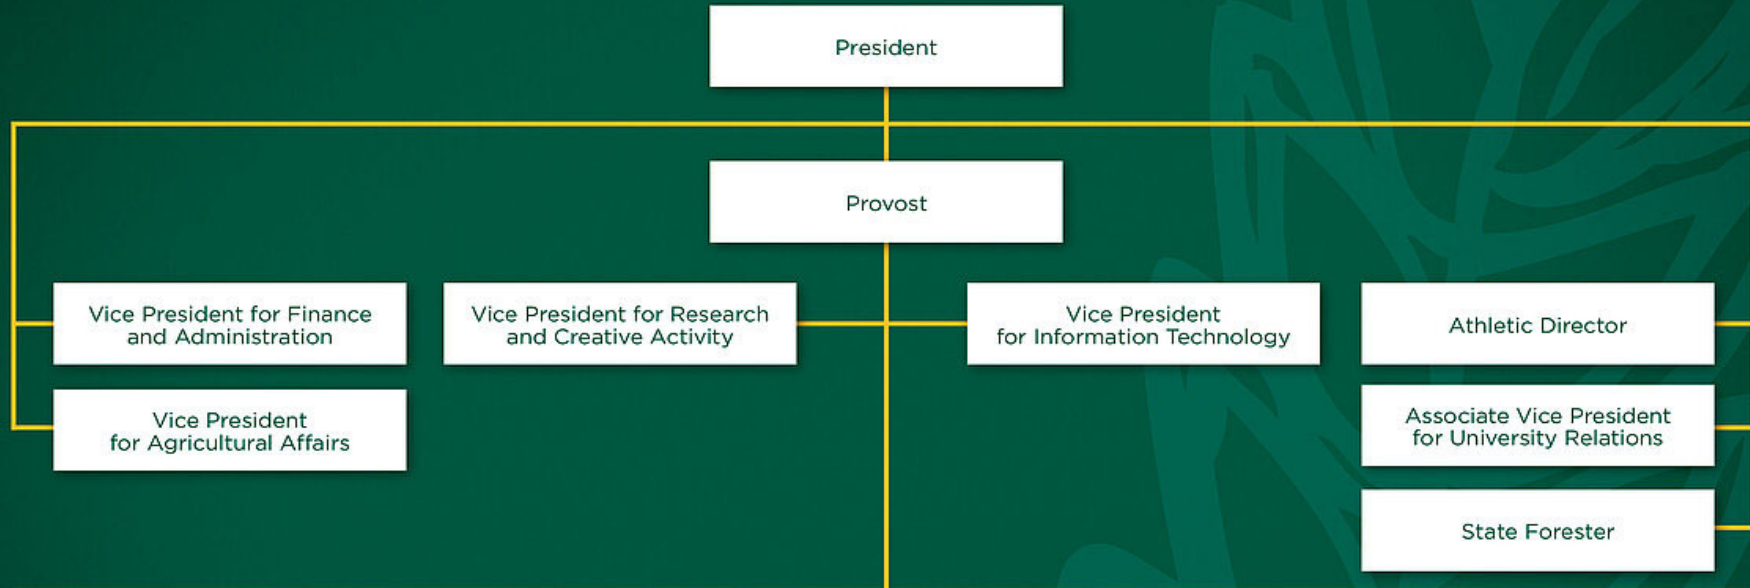 President
Provost
Vice President for Finance
and Administration
Vice President for Research
and Creative Activity
Vice President
for Information Technology
Athletic Director
Vice President
for Agricultural Affairs
Associate Vice President
for University Relations
State Forester